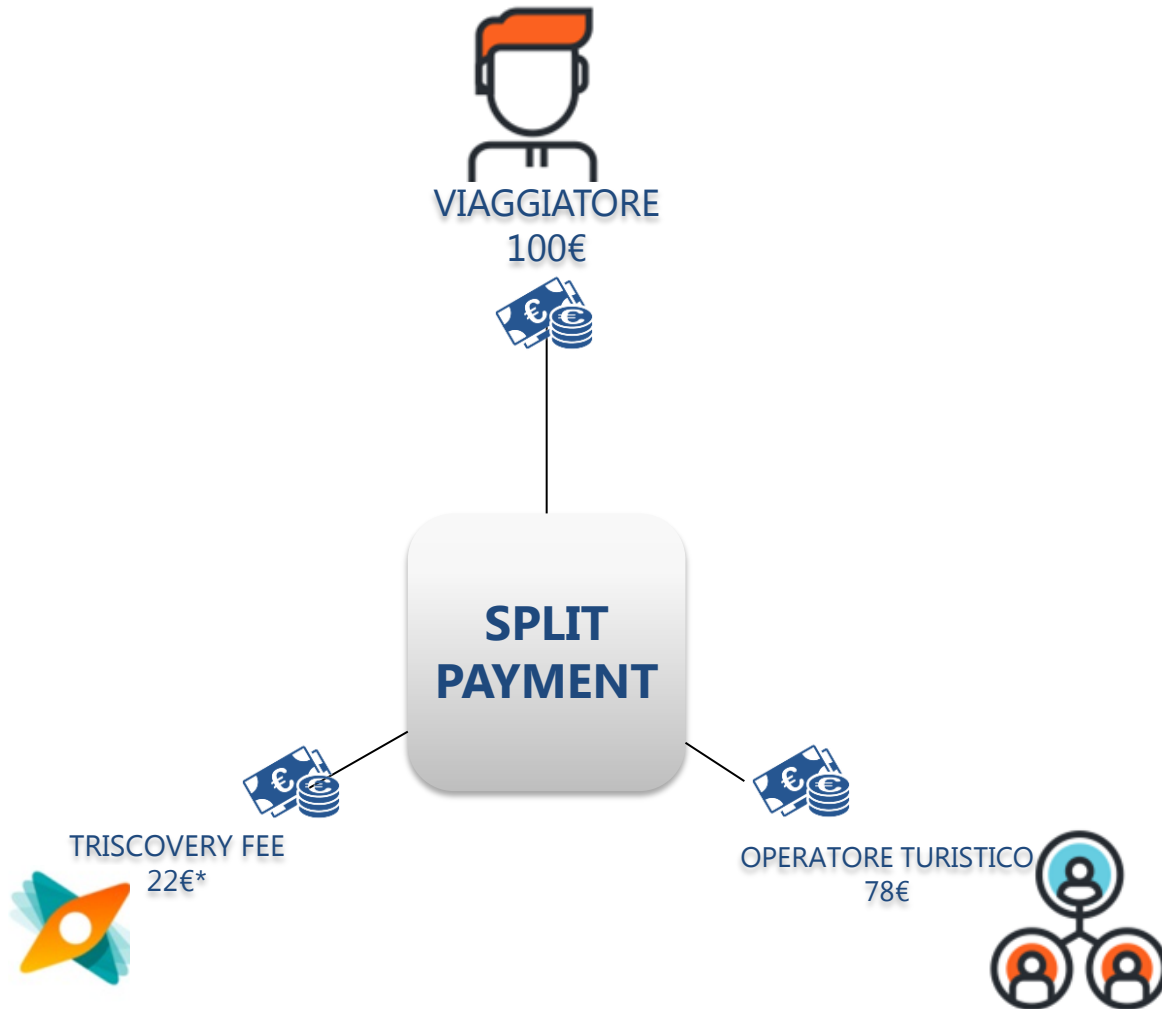 VIAGGIATORE
100€
SPLIT
PAYMENT
TRISCOVERY FEE
22€*
OPERATORE TURISTICO
78€